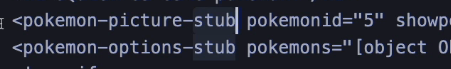 <pokemon-picture-stub pokemonid="5" showp
<pokemon-options-stub pokemons="[object O